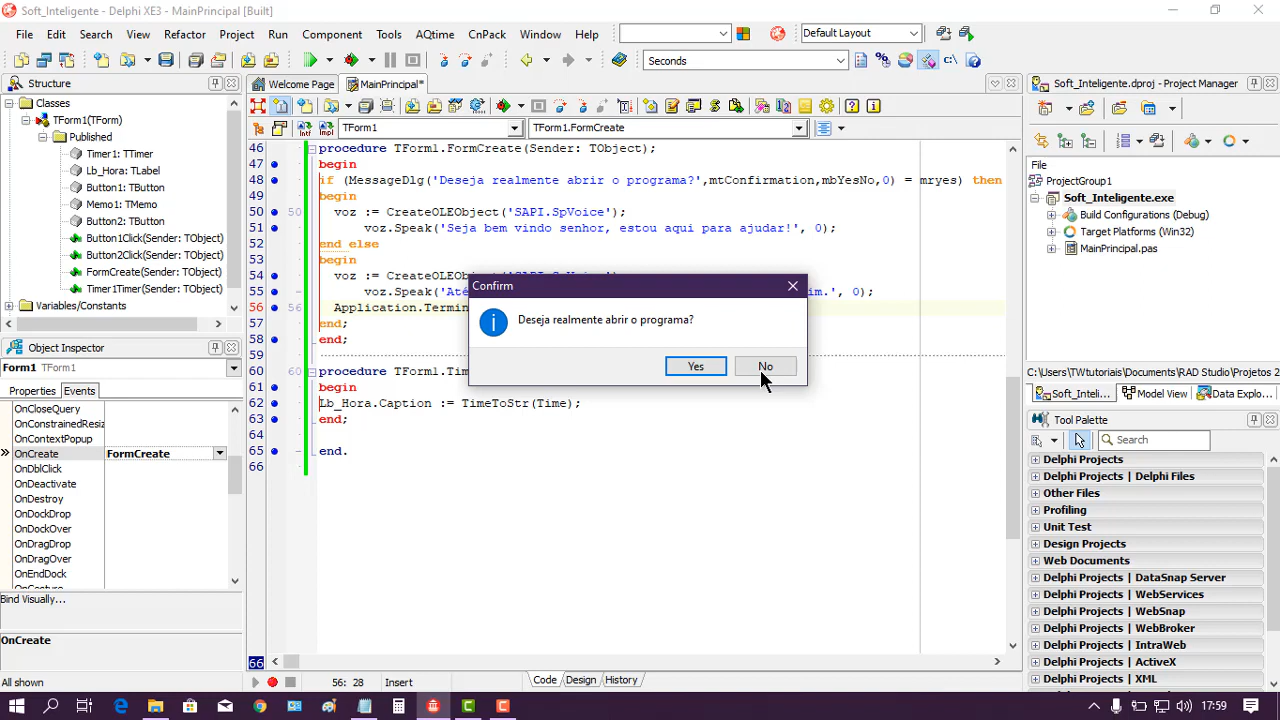 Soft_Inteligente - Delphi XE3 - MainPrincipal [Built]
File Edit Search View Refactor Project Run Component Tools AQtime CnPack Window Help
Default Layout
Seconds
Structure
Classes
TForm1(TForm)
Published
Timer1: TTimer
Lb_Hora: TLabel
Button1: TButton
Memo1: TMemo
Button2: TButton
Button1Click(Sender: TObject)
Button2Click(Sender: TObject)
FormCreate(Sender: TObject)
Timer1Timer(Sender: TObject)
Variables/Constants
Object Inspector
Form1 TForm1
Properties Events
OnCloseQuery
OnConstrainedResiz
OnContextPopup
OnCreate FormCreate
OnDblClick
OnDeactivate
OnDestroy
OnDockDrop
OnDockOver
OnDragDrop
OnDragOver
OnEndDock
Bind Visually...
OnCreate
All shown
Welcome Page MainPrincipal*
TForm1 TForm1.FormCreate
46 procedure TForm1.FormCreate(Sender: TObject);
47 begin
48 if (MessageDlg('Deseja realmente abrir o programa?',mtConfirmation,mbYesNo,0) = mryes) then
49 begin
50 50 voz := CreateOLEObject('SAPI.SpVoice');
51 voz.Speak('Seja bem vindo senhor, estou aqui para ajudar!', 0);
52 end else
53 begin
54 voz := CreateOLEObject('SAPI.SpVoice');
55 voz.Speak('Até im.', 0);
56 56 Application.Termin
57 end;
58 end;
59
60 60 procedure TForm1.Tim
61 begin
62 Lb_Hora.Caption := TimeToStr(Time);
63 end;
64
65 end.
66
66
56: 28 Insert Code Design History
Confirm
Deseja realmente abrir o programa?
Yes No
Soft_Inteligente.dproj - Project Manager
File
ProjectGroup1
Soft_Inteligente.exe
Build Configurations (Debug)
Target Platforms (Win32)
MainPrincipal.pas
C:\TWtutoriais\Documents\RAD Studio\Projetos 2
Soft_Inteli... Model View Data Explo...
Tool Palette
Search
Delphi Projects
Delphi Projects | Delphi Files
Other Files
Profiling
Unit Test
Design Projects
Web Documents
Delphi Projects | DataSnap Server
Delphi Projects | WebServices
Delphi Projects | WebSnap
Delphi Projects | WebBroker
Delphi Projects | IntraWeb
Delphi Projects | ActiveX
Delphi Projects | XML
17:59